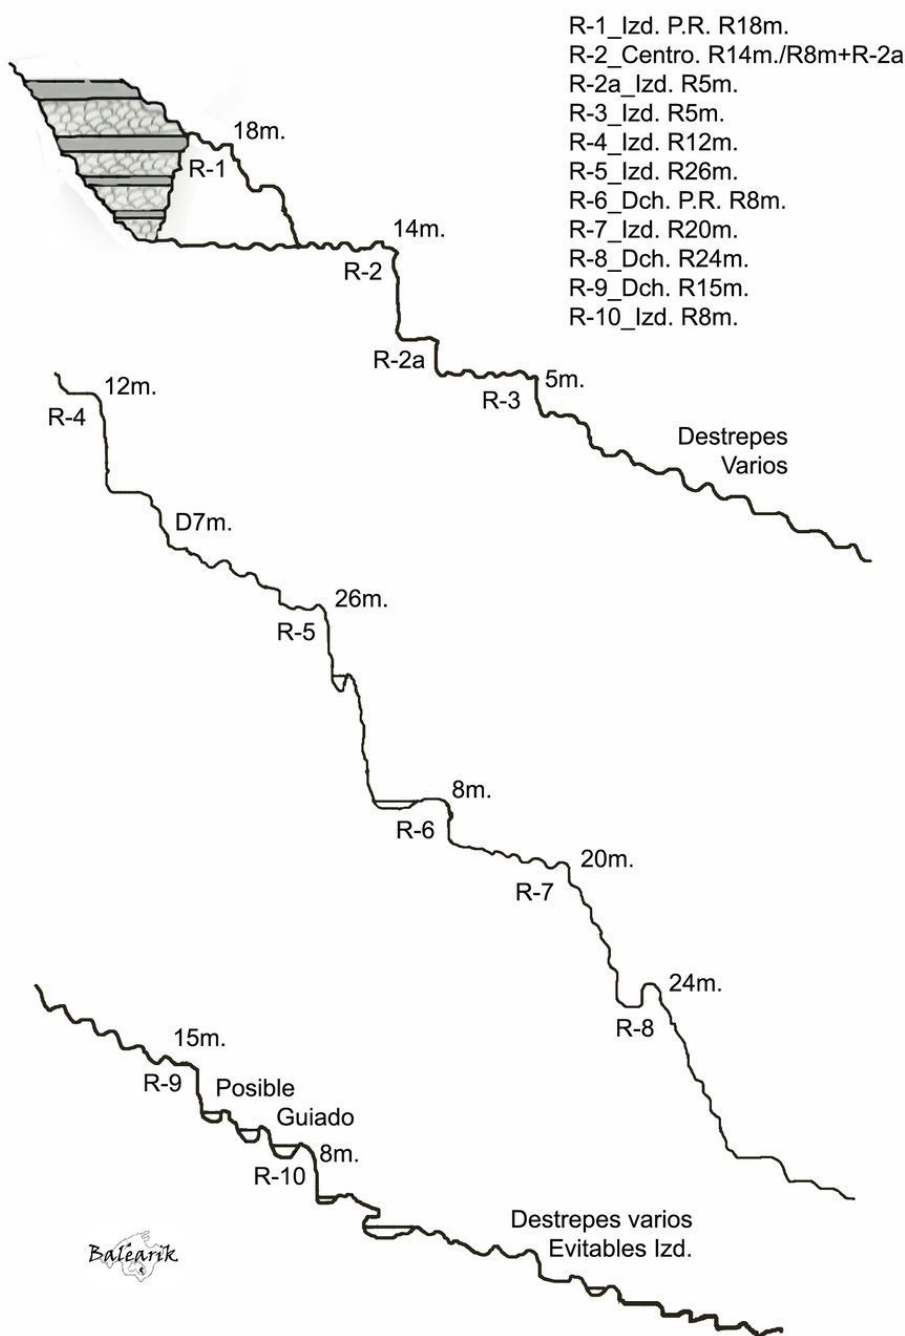 R-1_Izd. P.R. R18m.
R-2_Centro. R14m./R8m+R-2a
R-2a_Izd. R5m.
R-3_Izd. R5m.
R-4_Izd. R12m.
R-5_Izd. R26m.
R-6_Dch. P.R. R8m.
R-7_Izd. R20m.
R-8_Dch. R24m.
R-9_Dch. R15m.
R-10_Izd. R8m.
18m.
R-1
14m.
R-2
R-2a
5m.
R-3
Destrepes
Varios
12m.
R-4
D7m.
26m.
R-5
8m.
R-6
20m.
R-7
24m.
R-8
15m.
R-9
Posible
Guiado
8m.
R-10
Destrepes varios
Evitables Izd.
Balearik